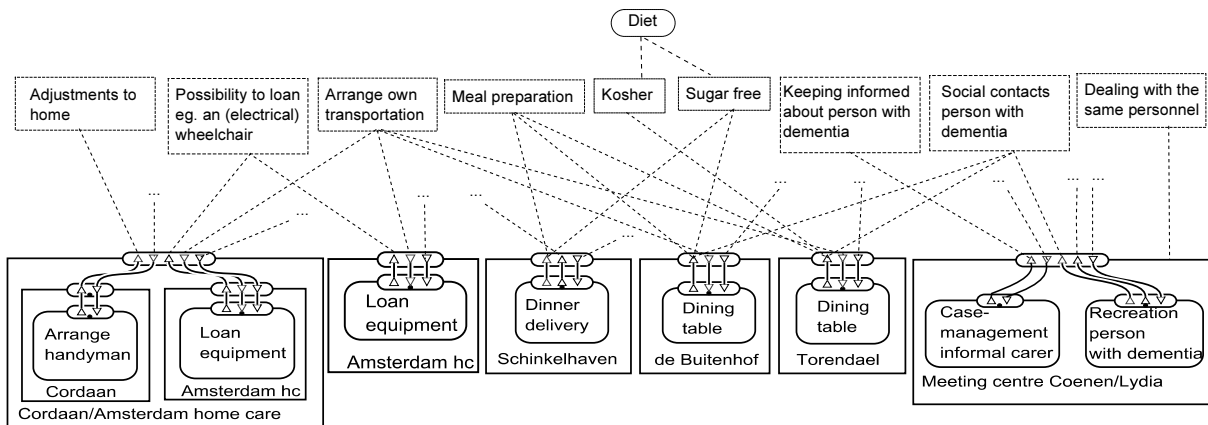 Diet
Adjustments to
home
Possibility to loan
eg. an (electrical)
wheelchair
Arrange own
transportation
Meal preparation
Kosher
Sugar free
Keeping informed
about person with
dementia
Social contacts
person with
dementia
Dealing with the
same personnel
...
...
...
...
...
...
...
...
...
Arrange
handyman
Cordaan
Loan
equipment
Amsterdam hc
Cordaan/Amsterdam home care
Loan
equipment
Amsterdam hc
Dinner
delivery
Schinkelhaven
Dining
table
de Buitenhof
Dining
table
Torendael
Case-
management
informal carer
Recreation
person
with dementia
Meeting centre Coenen/Lydia